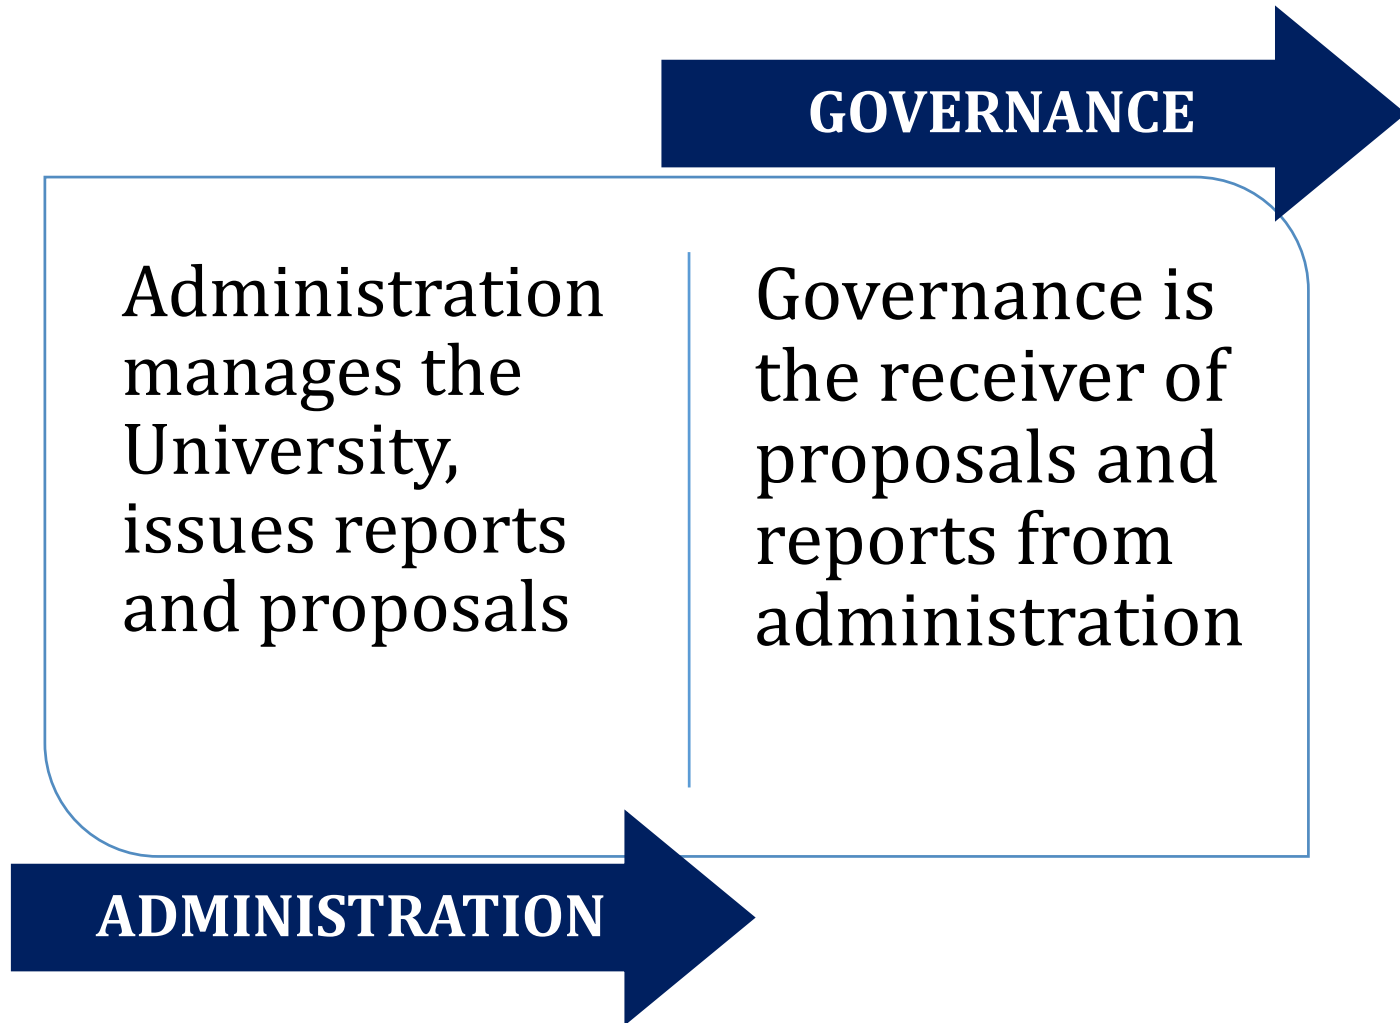 GOVERNANCE
Administration
manages the
University,
issues reports
and proposals
Governance is
the receiver of
proposals and
reports from
administration
ADMINISTRATION